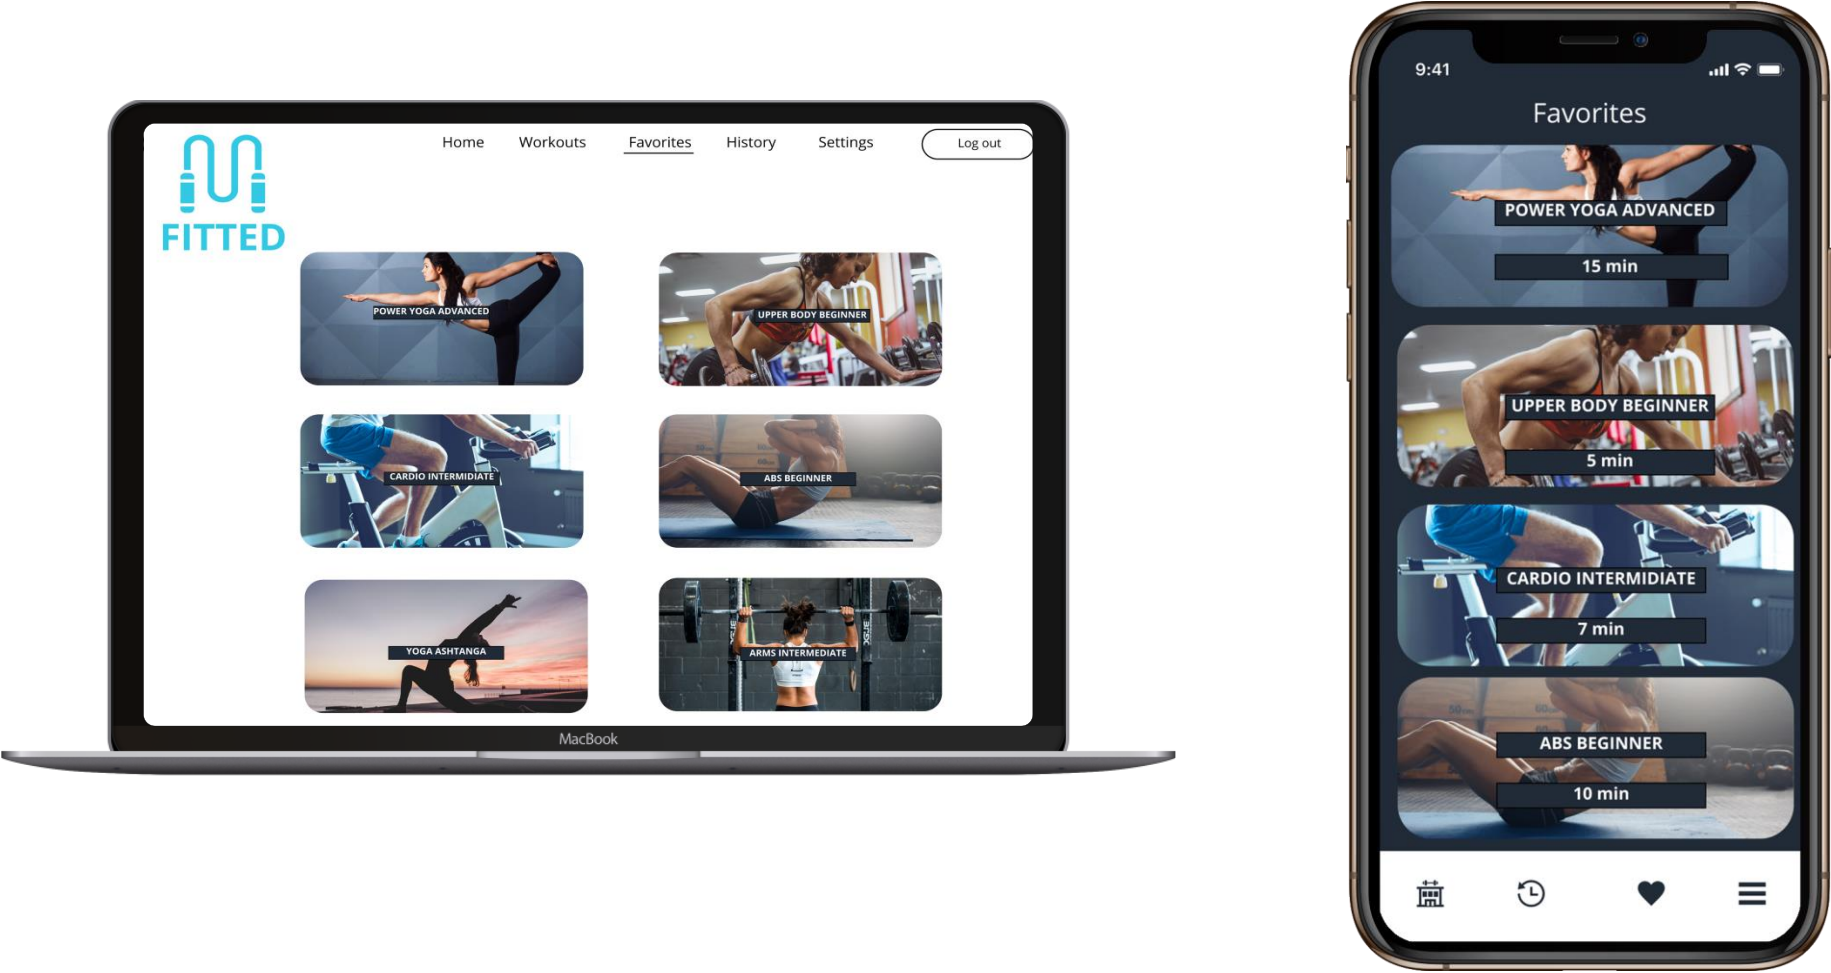 Home Workouts Favorites History Settings Log out
FITTED
POWER YOGA ADVANCED
UPPER BODY BEGINNER
CARDIO INTERMIDIATE
ABS BEGINNER
YOGA ASHTANGA
ARMS INTERMEDIATE
MacBook
9:41
Favorites
POWER YOGA ADVANCED
15 min
UPPER BODY BEGINNER
5 min
CARDIO INTERMIDIATE
7 min
ABS BEGINNER
10 min